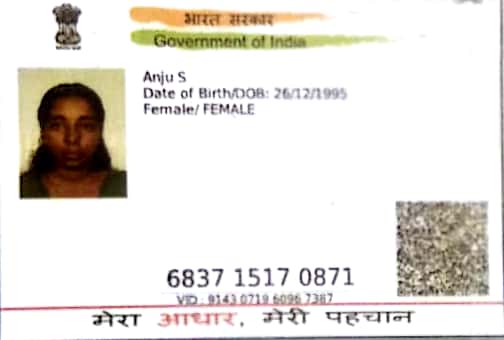 भारत सरकार
Government of India
Anju S
Date of Birth/DOB: 26/12/1995
Female/ FEMALE
6837 1517 0871
VID : 9143 0719 6096 7387
मेरा आधार, मेरी पहचान